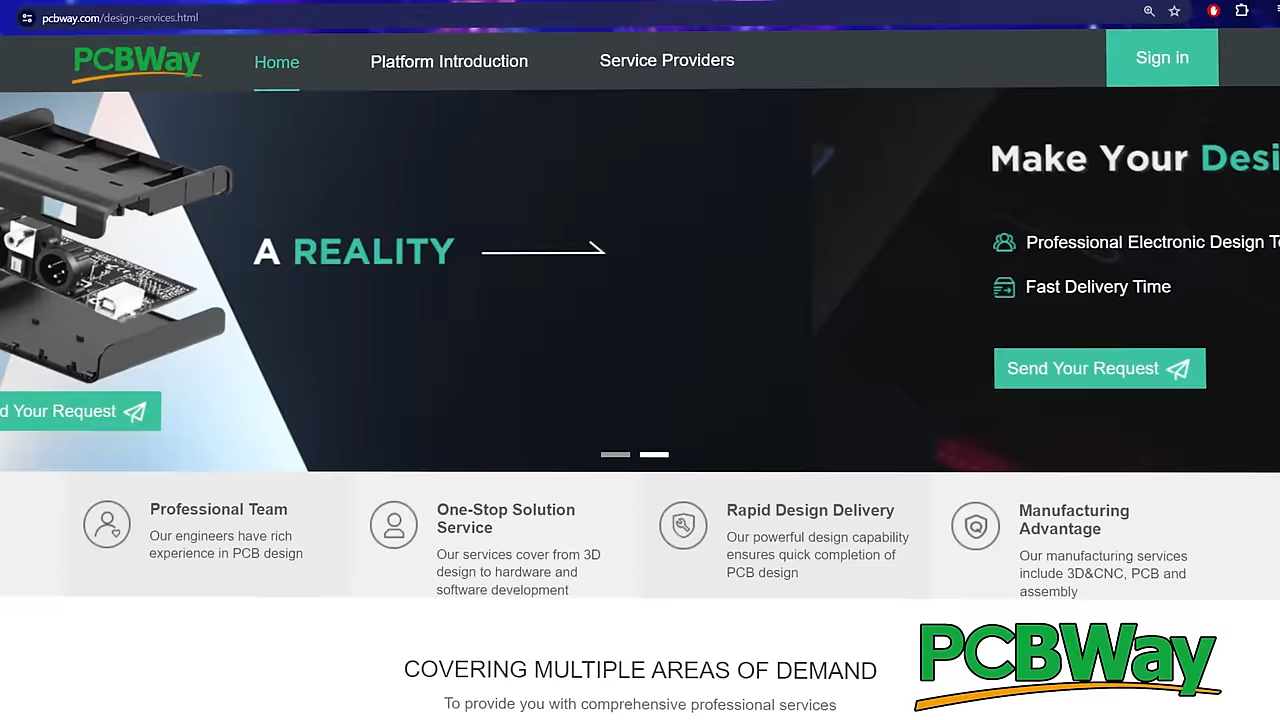 pcbway.com/design-services.html
PCBWay
Home
Platform Introduction
Service Providers
Sign in
A REALITY
Make Your Desi
Professional Electronic Design T
Fast Delivery Time
Send Your Request
d Your Request
Professional Team
Our engineers have rich
experience in PCB design
One-Stop Solution
Service
Our services cover from 3D
design to hardware and
software development
Rapid Design Delivery
Our powerful design capability
ensures quick completion of
PCB design
Manufacturing
Advantage
Our manufacturing services
include 3D&CNC, PCB and
assembly
COVERING MULTIPLE AREAS OF DEMAND
To provide you with comprehensive professional services
PCBWay